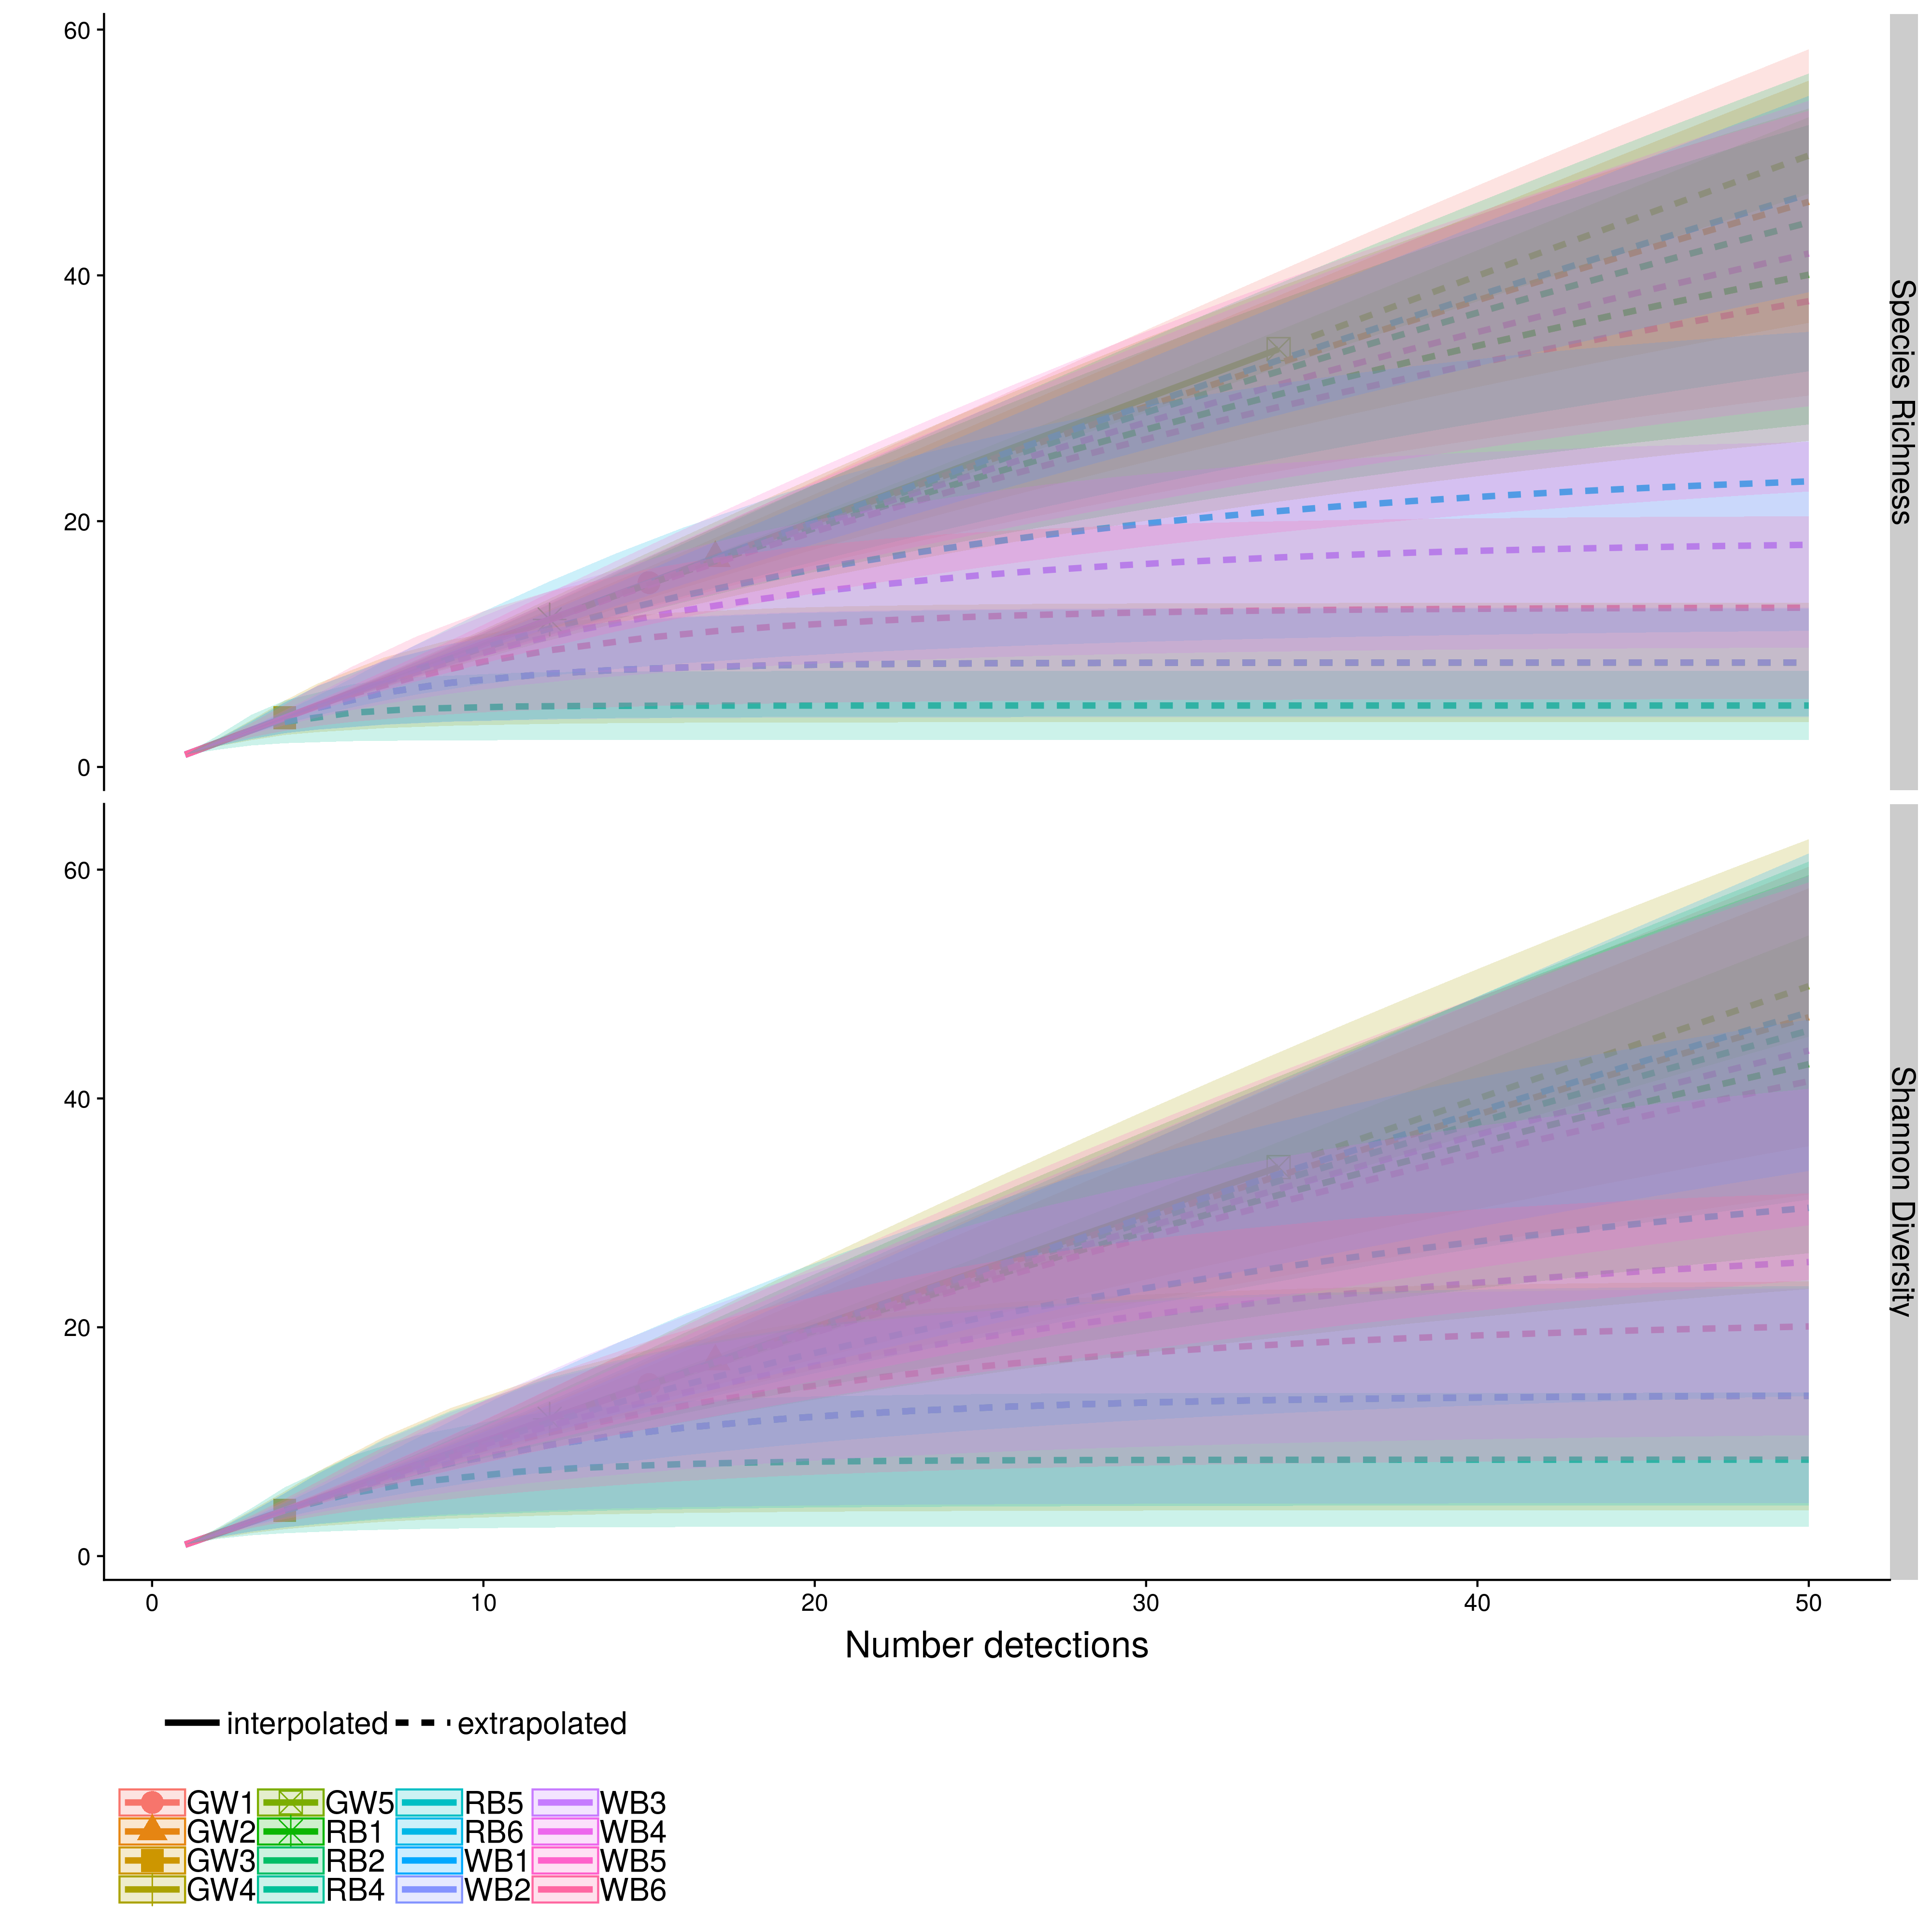 60
40
20
0
Species Richness
60
40
20
0
Shannon Diversity
0 10 20 30 40 50
Number detections
interpolated extrapolated
GW1 GW5 RB5 WB3
GW2 RB1 RB6 WB4
GW3 RB2 WB1 WB5
GW4 RB4 WB2 WB6